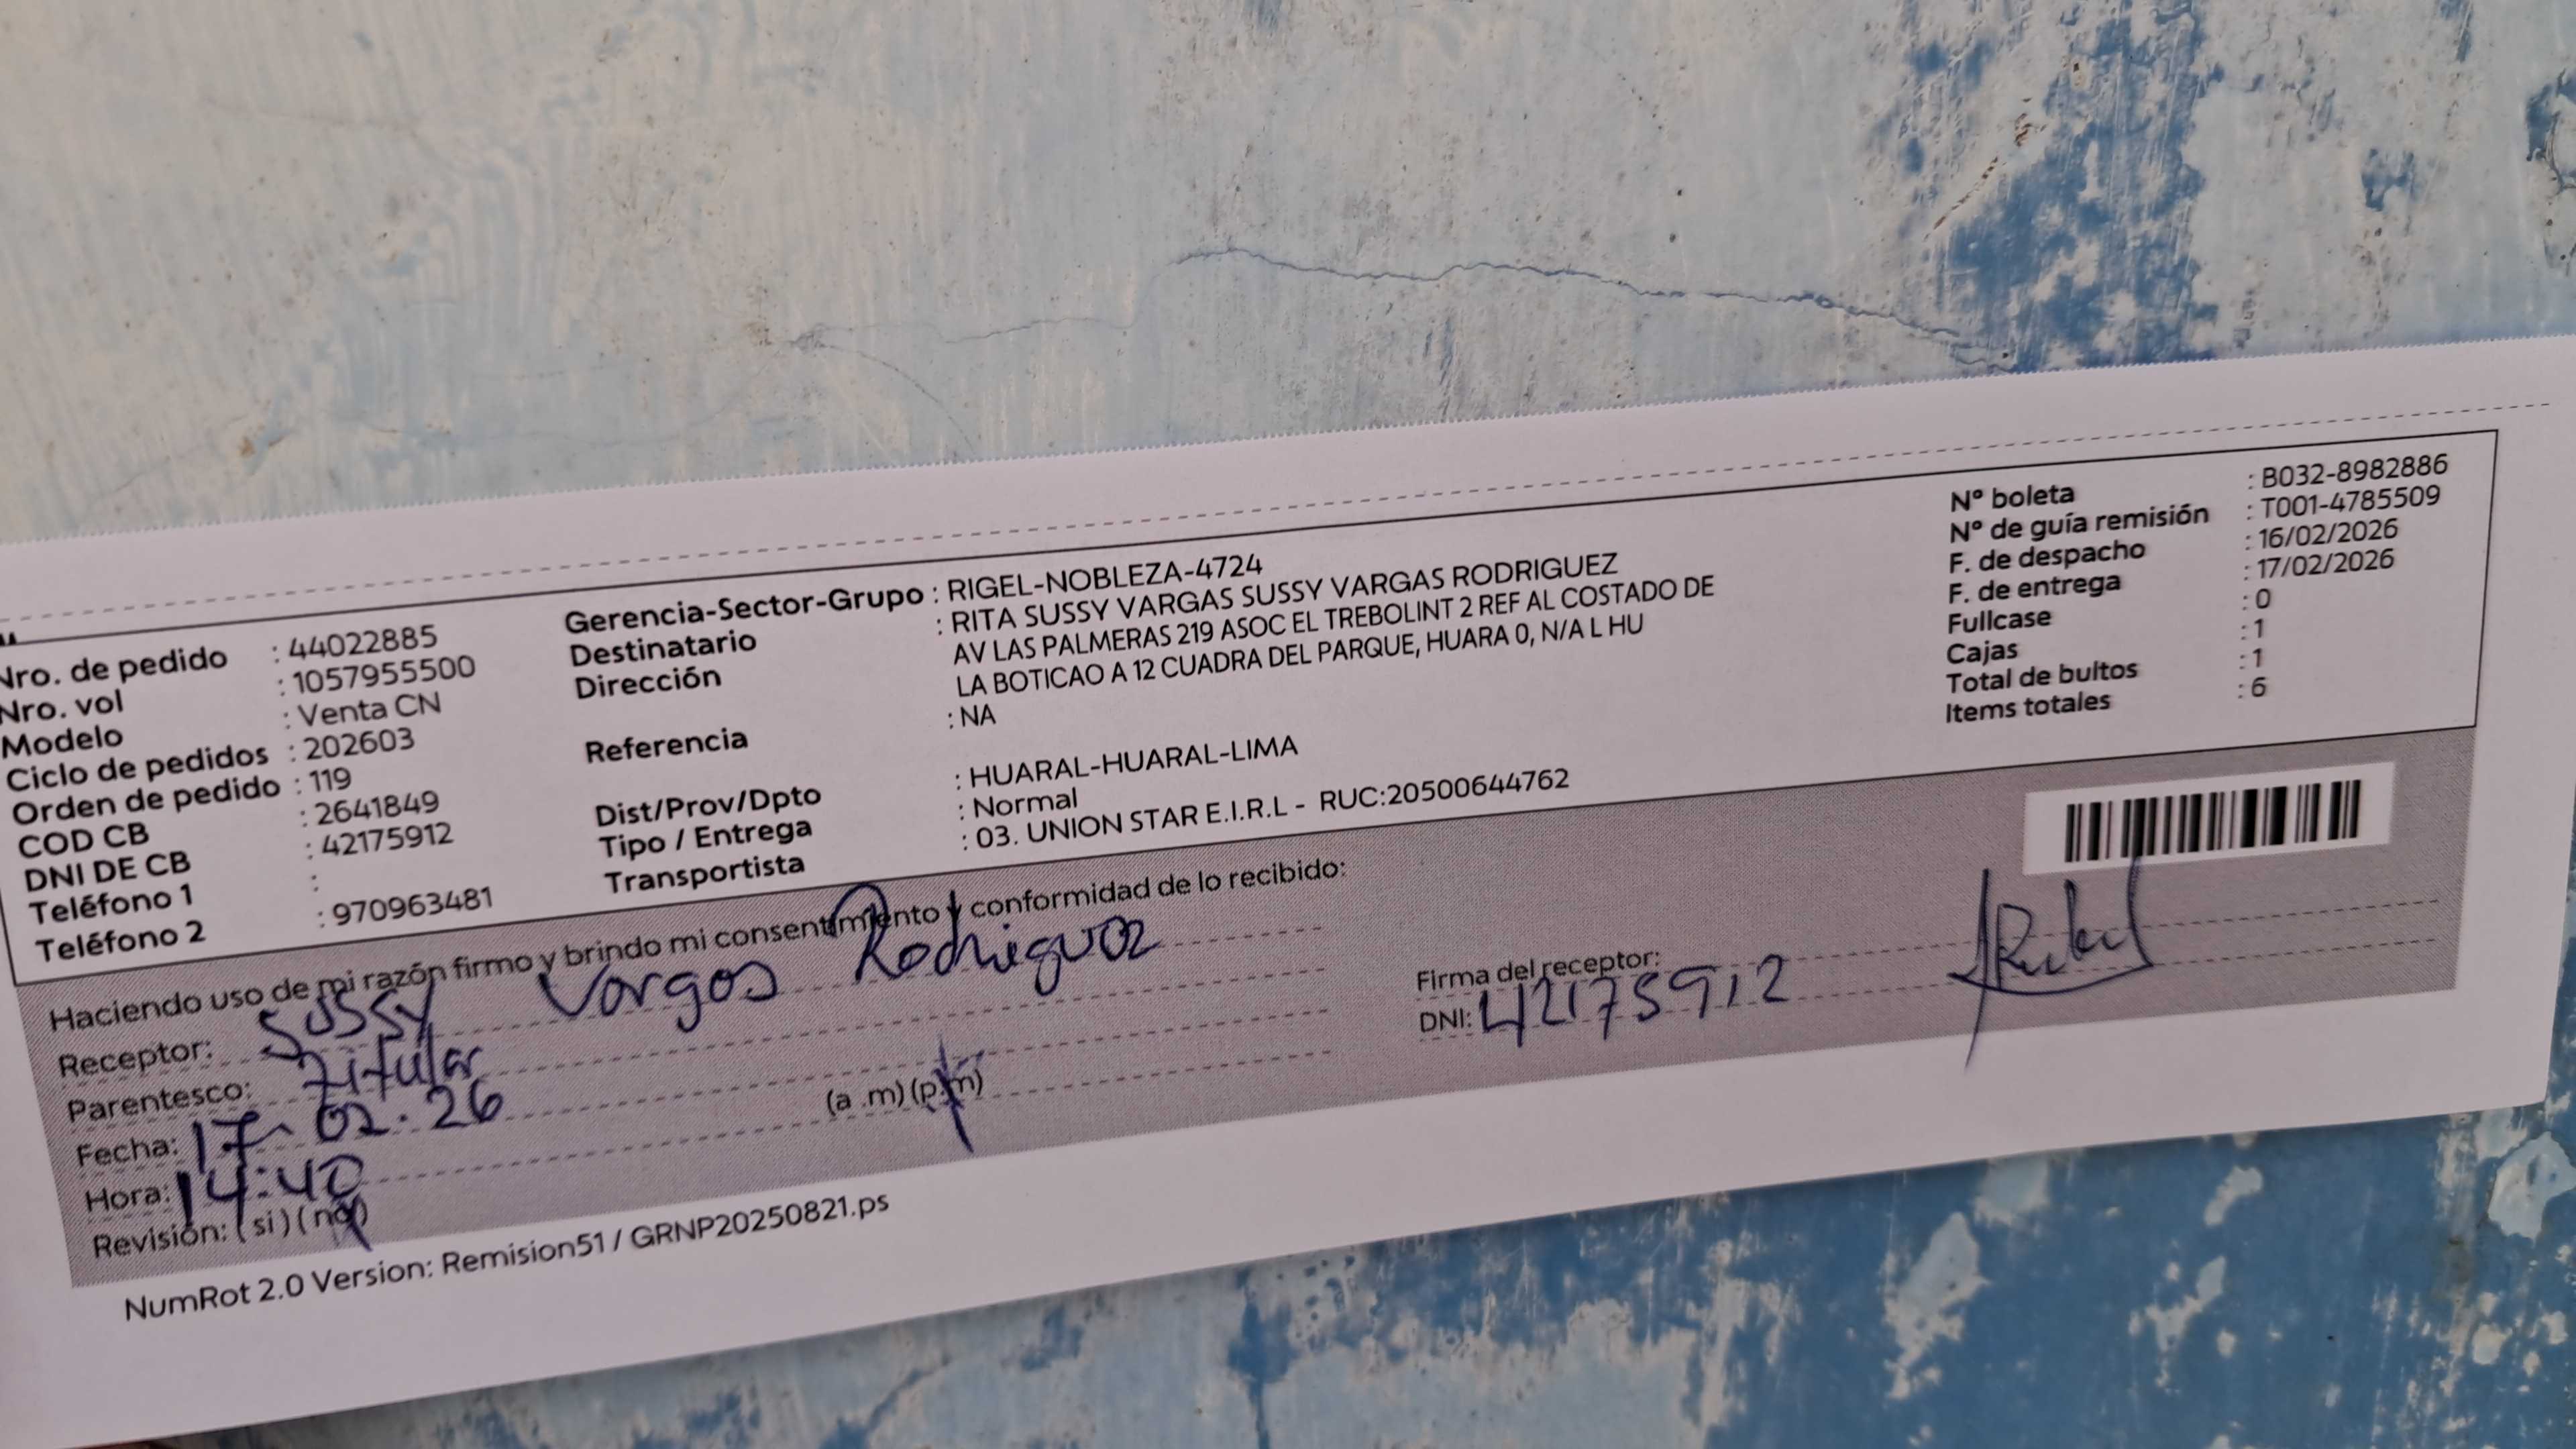 Nro. de pedido : 44022885
Nro. vol : 1057955500
Modelo : Venta CN
Ciclo de pedidos : 202603
Orden de pedido : 119
COD CB : 2641849
DNI DE CB : 42175912
Teléfono 1 :
Teléfono 2 : 970963481
Gerencia-Sector-Grupo : RIGEL-NOBLEZA-4724
Destinatario : RITA SUSSY VARGAS SUSSY VARGAS RODRIGUEZ
Dirección AV LAS PALMERAS 219 ASOC EL TREBOLINT 2 REF AL COSTADO DE
LA BOTICAO A 12 CUADRA DEL PARQUE, HUARA 0, N/A L HU
Referencia : NA
Dist/Prov/Dpto : HUARAL-HUARAL-LIMA
Tipo / Entrega : Normal
Transportista : 03. UNION STAR E.I.R.L - RUC:20500644762
Nº boleta : B032-8982886
Nº de guía remisión : T001-4785509
F. de despacho : 16/02/2026
F. de entrega : 17/02/2026
Fullcase : 0
Cajas : 1
Total de bultos : 1
Items totales : 6
Haciendo uso de mi razón firmo y brindo mi consentimiento y conformidad de lo recibido:
Receptor: SUSSY Vargas Rodriguez
Parentesco: titular
Fecha: 17-02-26
Hora: 14:40 (a .m) (p.m)
Revisión: ( si ) ( no )
Firma del receptor:
DNI: 42175912
NumRot 2.0 Version: Remision51 / GRNP20250821.ps